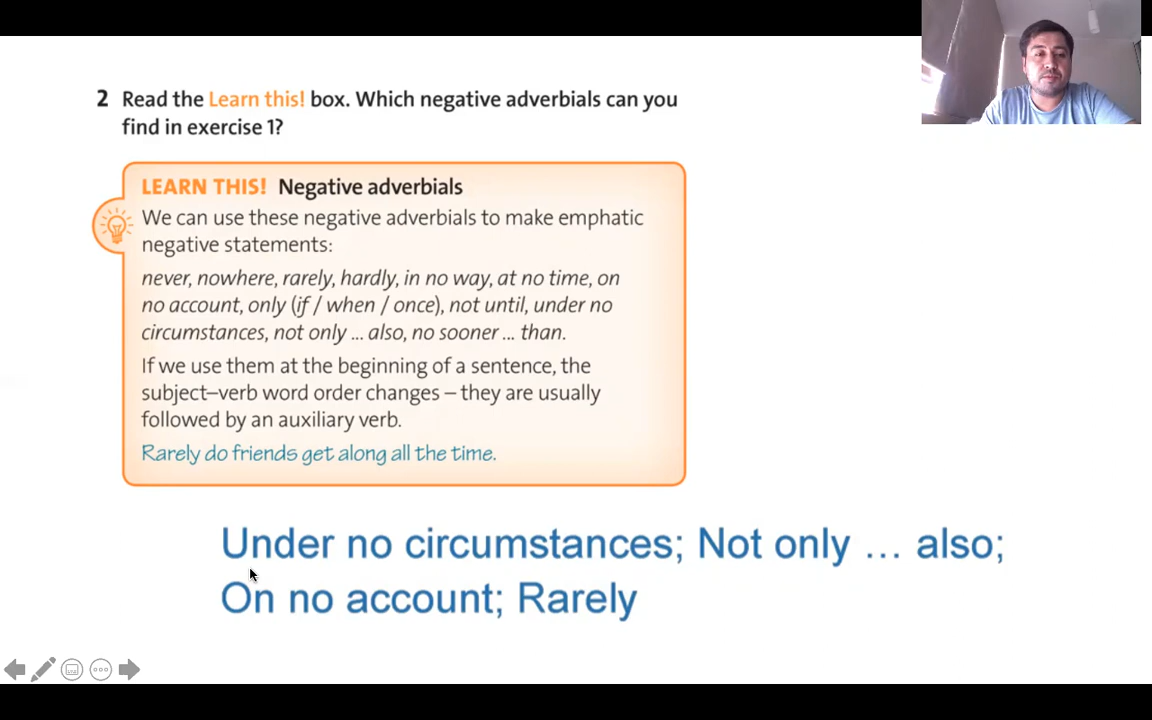 2 Read the Learn this! box. Which negative adverbials can you
find in exercise 1?
LEARN THIS! Negative adverbials
We can use these negative adverbials to make emphatic
negative statements:
never, nowhere, rarely, hardly, in no way, at no time, on
no account, only (if / when / once), not until, under no
circumstances, not only ... also, no sooner ... than.
If we use them at the beginning of a sentence, the
subject–verb word order changes – they are usually
followed by an auxiliary verb.
Rarely do friends get along all the time.
Under no circumstances; Not only … also;
On no account; Rarely